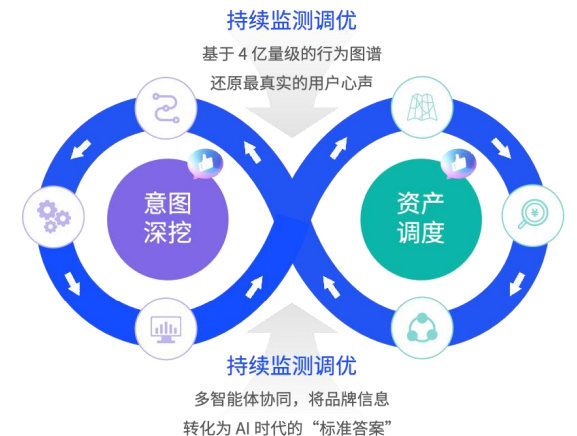 持续监测调优
基于 4 亿量级的行为图谱
还原最真实的用户心声
意图
深挖
资产
调度
¥
持续监测调优
多智能体协同，将品牌信息
转化为 AI 时代的“标准答案”